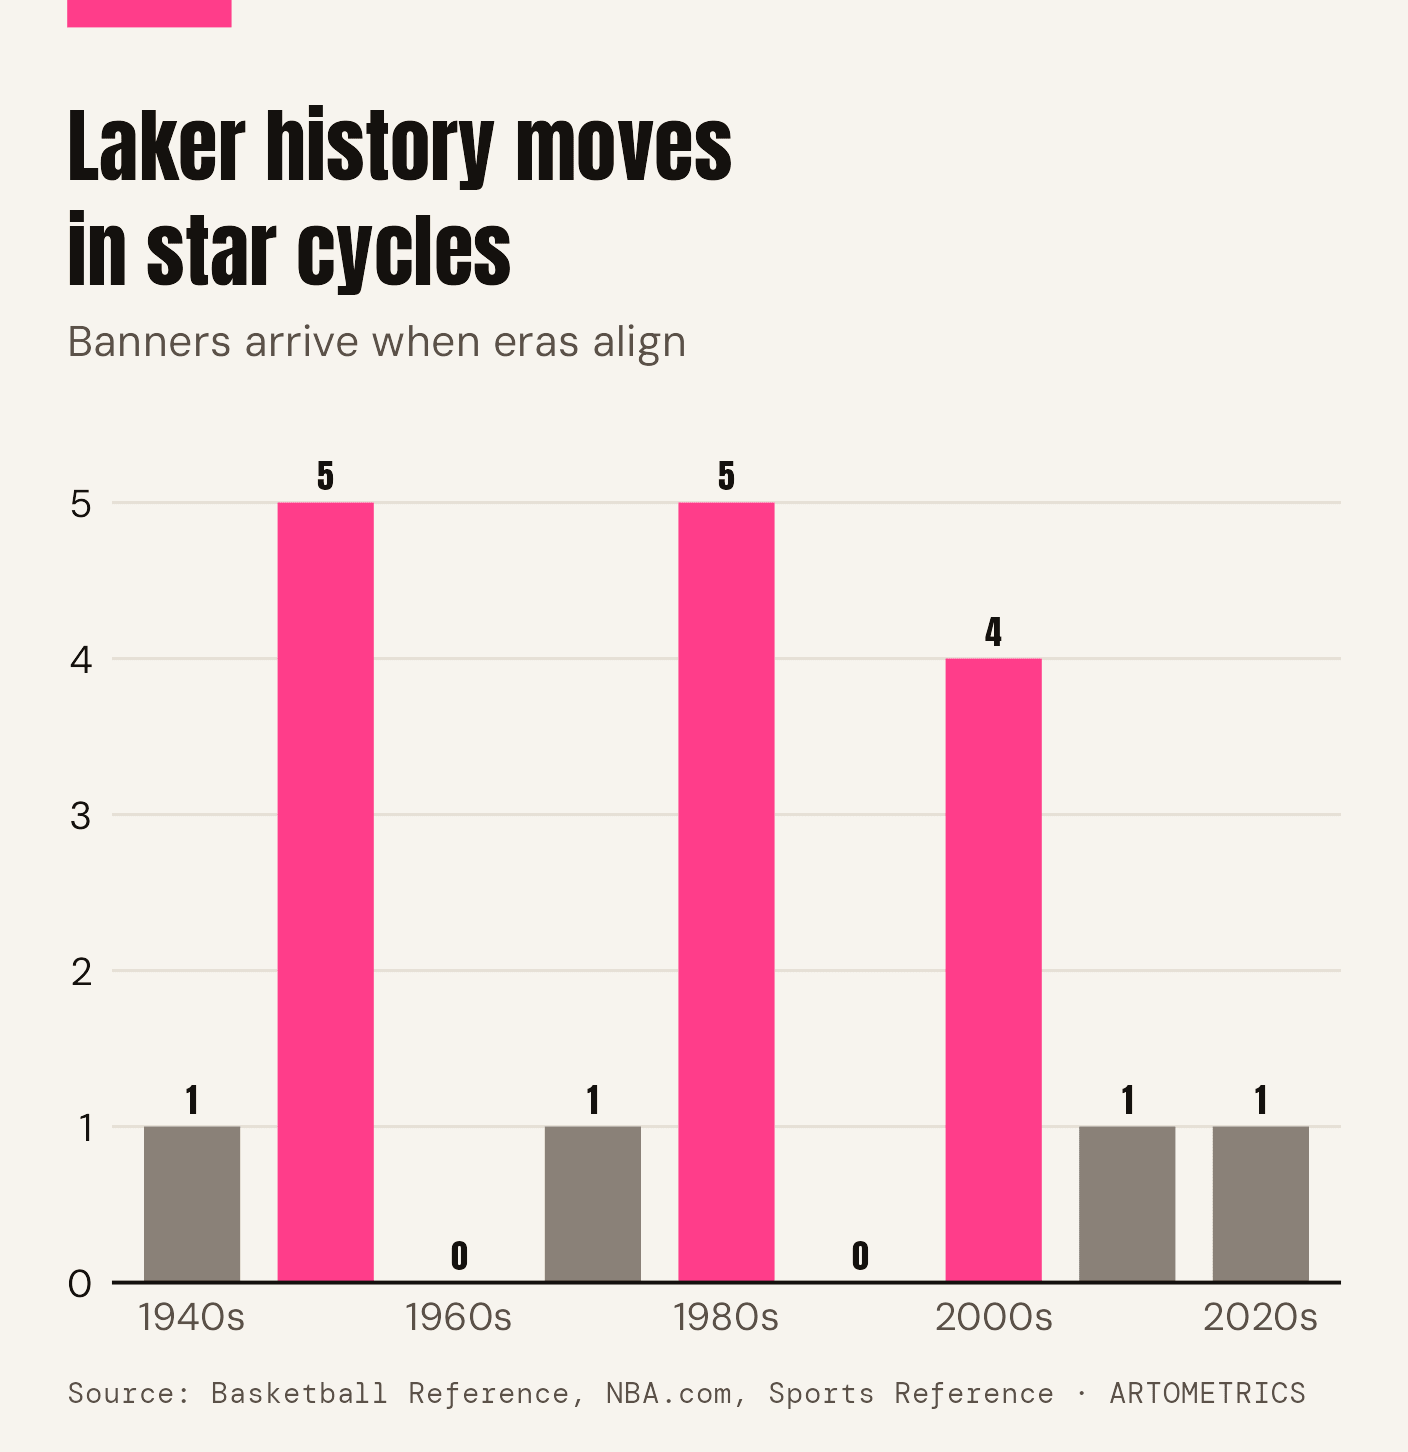 Laker history moves
in star cycles
Banners arrive when eras align
5
5
5
4
4
3
2
1
1
1
1
1
0
0
0
1940s
1960s
1980s
2000s
2020s
Source: Basketball Reference, NBA.com, Sports Reference · ARTOMETRICS